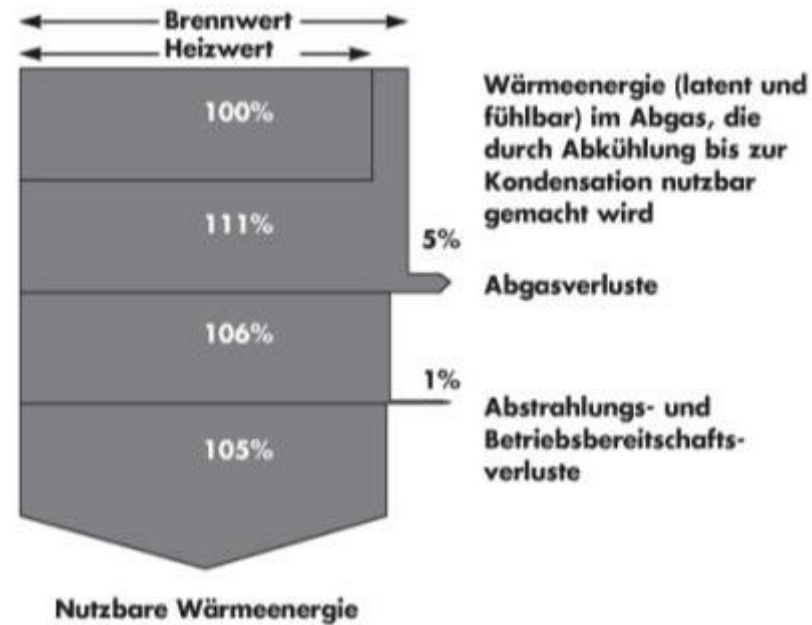 Brennwert
Heizwert
100%
Wärmeenergie (latent und
fühlbar) im Abgas, die
durch Abkühlung bis zur
Kondensation nutzbar
gemacht wird
111%
5%
Abgasverluste
106%
1%
Abstrahlungs- und
Betriebsbereitschafts-
verluste
105%
Nutzbare Wärmeenergie